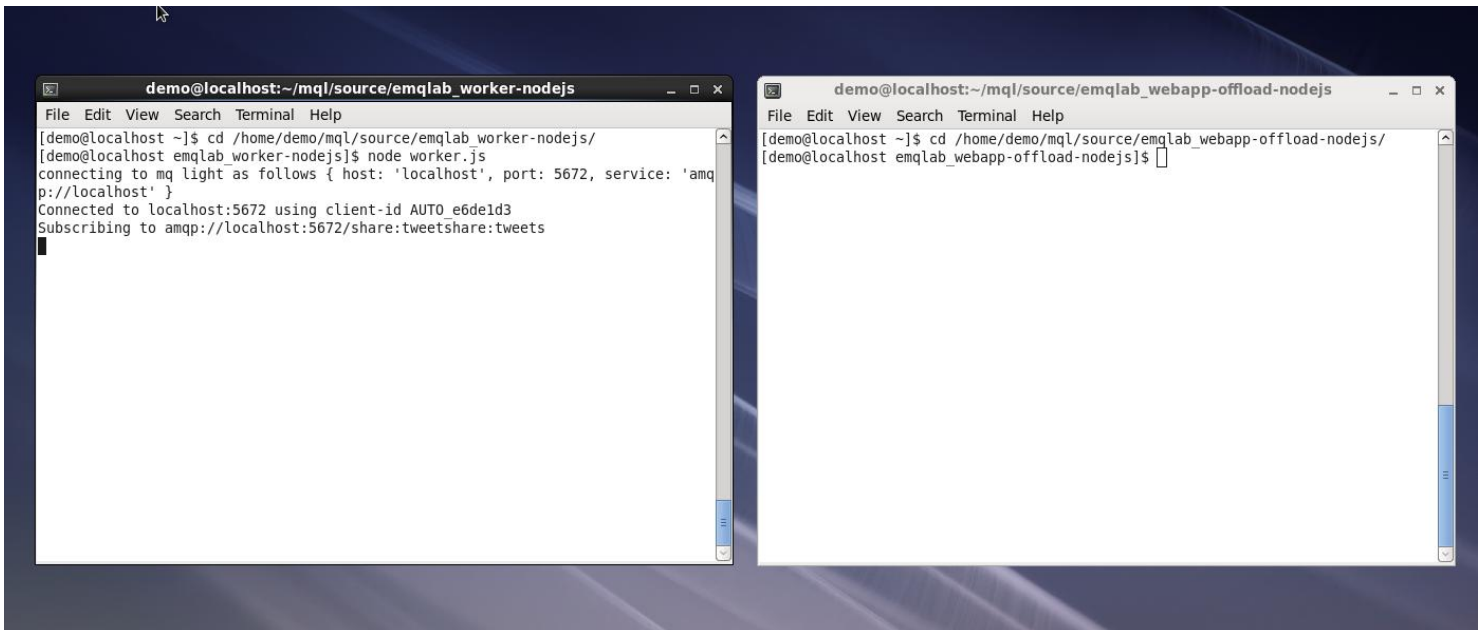 demo@localhost:~/mql/source/emqlab_worker-nodejs
File Edit View Search Terminal Help
[demo@localhost ~]$ cd /home/demo/mql/source/emqlab_worker-nodejs/
[demo@localhost emqlab_worker-nodejs]$ node worker.js
connecting to mq light as follows { host: 'localhost', port: 5672, service: 'amq
p://localhost' }
Connected to localhost:5672 using client-id AUTO_e6de1d3
Subscribing to amqp://localhost:5672/share:tweetshare:tweets
demo@localhost:~/mql/source/emqlab_webapp-offload-nodejs
File Edit View Search Terminal Help
[demo@localhost ~]$ cd /home/demo/mql/source/emqlab_webapp-offload-nodejs/
[demo@localhost emqlab_webapp-offload-nodejs]$